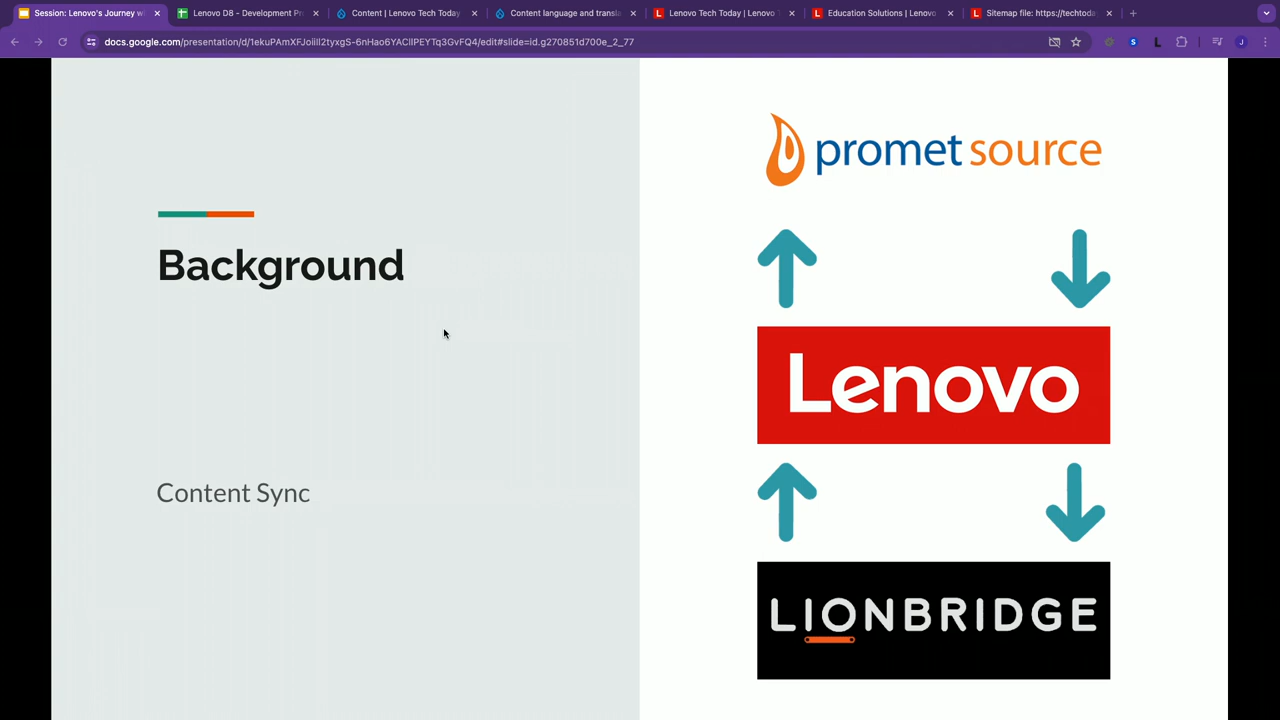 Session: Lenovo's Journey w
Lenovo D8 - Development Pr
Content | Lenovo Tech Today
Content language and transla
Lenovo Tech Today | Lenovo
Education Solutions | Lenovo
Sitemap file: https://techtoda
docs.google.com/presentation/d/1ekuPAmXFJoiilI2tyxgS-6nHao6YAClIPEYTq3GvFQ4/edit#slide=id.g270851d700e_2_77
promet source
Background
Lenovo
Content Sync
LIONBRIDGE